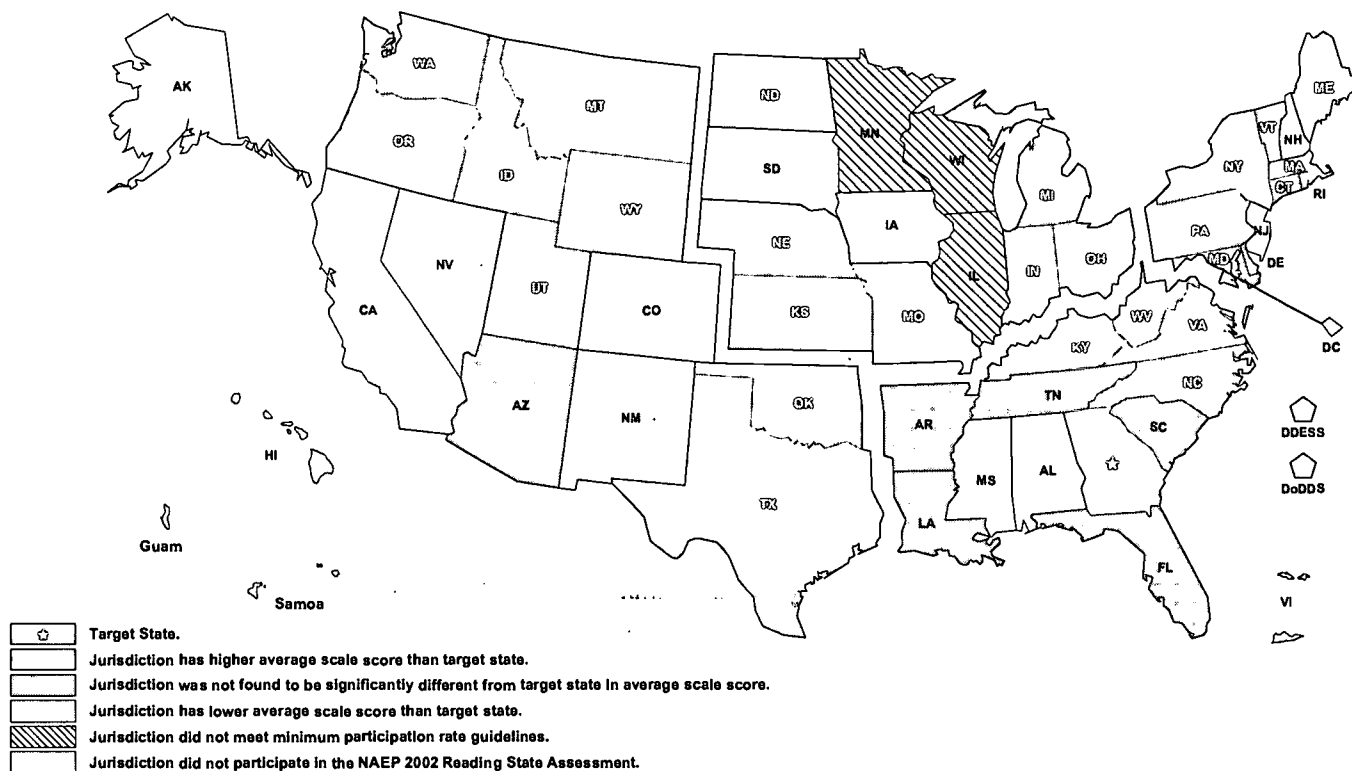 AK
WA
MT
ND
MN
ME
OR
ID
SD
WI
VT
NH
NY
MA
CT
RI
WY
MI
IA
NE
PA
NJ
NV
UT
CO
IN
OH
MD
DE
CA
KS
MO
IL
WV
VA
DC
KY
AZ
NM
OK
AR
TN
NC
DDESS
HI
MS
AL
SC
DoDDS
TX
LA
FL
Guam
Samoa
VI
Target State.
Jurisdiction has higher average scale score than target state.
Jurisdiction was not found to be significantly different from target state in average scale score.
Jurisdiction has lower average scale score than target state.
Jurisdiction did not meet minimum participation rate guidelines.
Jurisdiction did not participate in the NAEP 2002 Reading State Assessment.